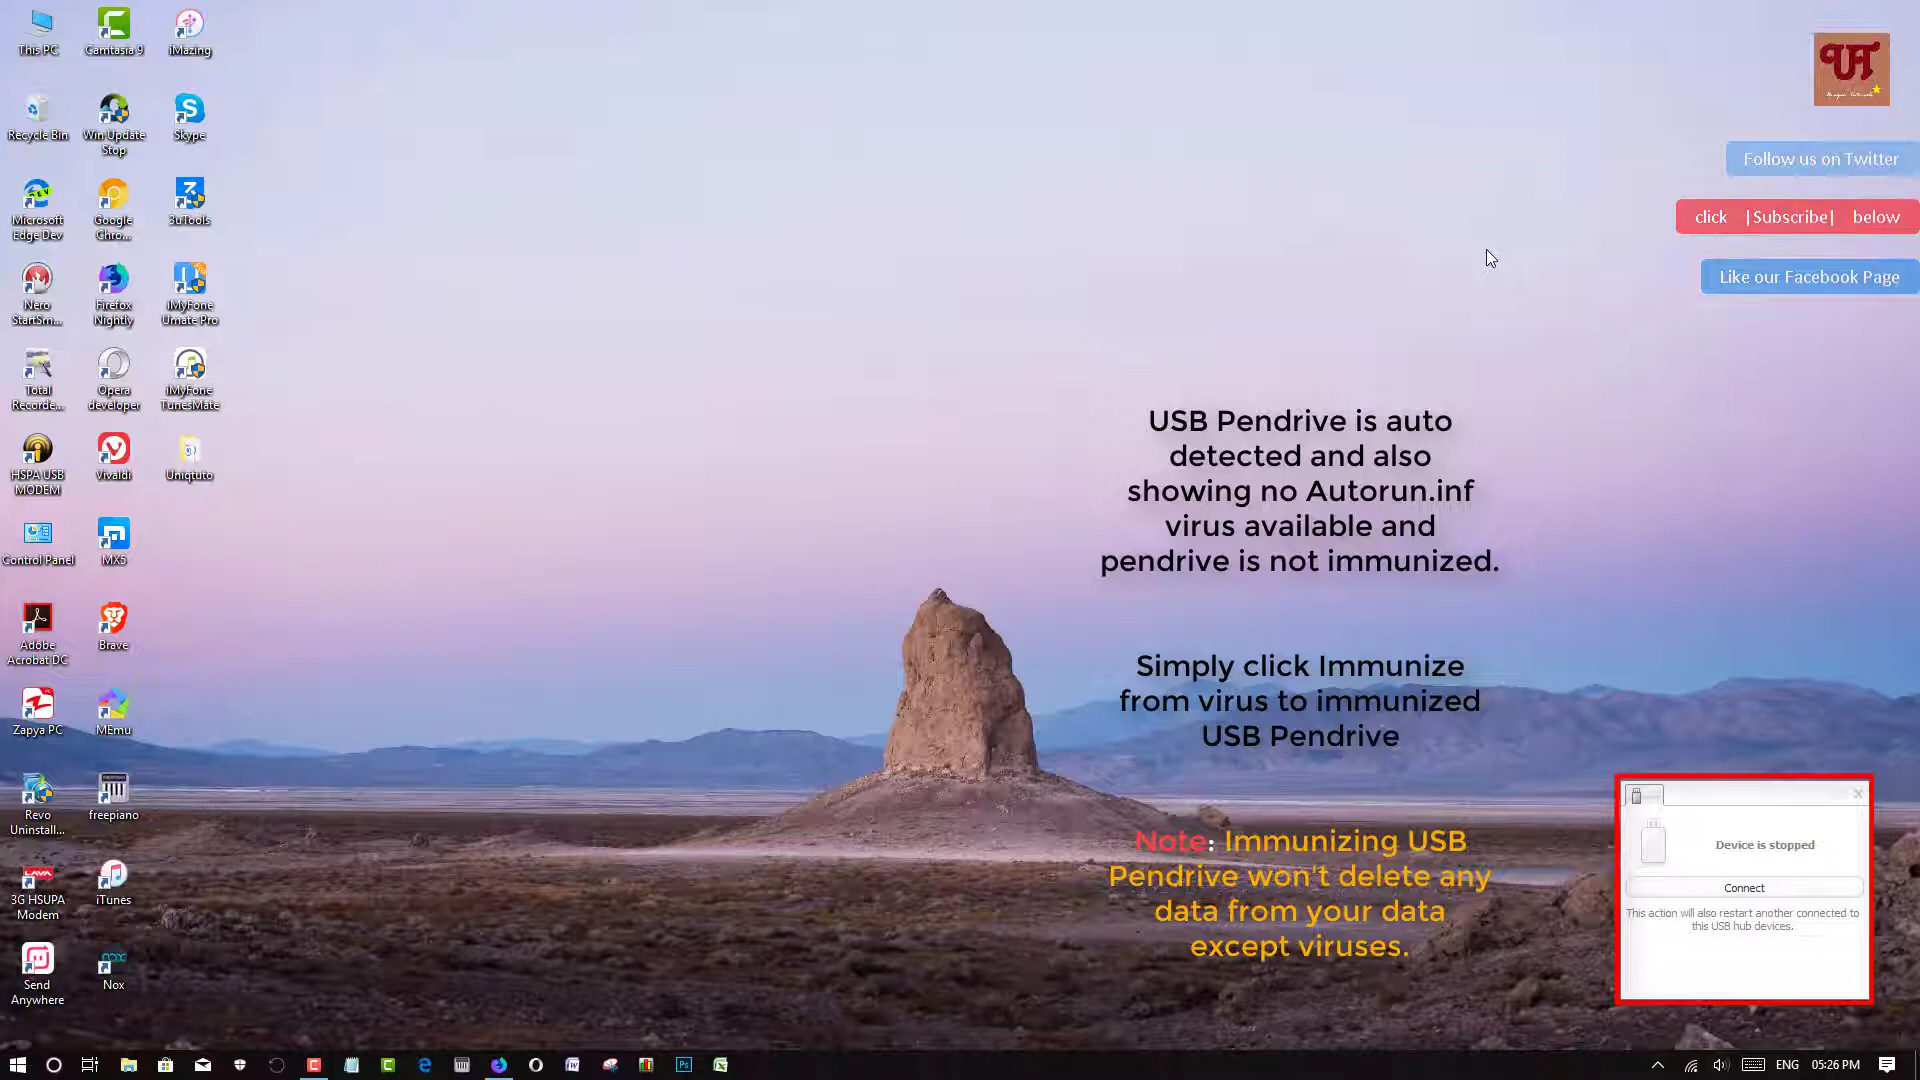 This PC
Camtasia 9
iMazing
Recycle Bin
Win Update
Stop
Skype
Microsoft
Edge Dev
Google
Chro...
3uTools
Nero
StartSm...
Firefox
Nightly
iMyFone
Umate Pro
Total
Recorde...
Opera
developer
iMyFone
TunesMate
HSPA USB
MODEM
Vivaldi
Uniqtuto
Control Panel
MX5
Adobe
Acrobat DC
Brave
Zapya PC
MEmu
Revo
Uninstall...
freepiano
3G HSUPA
Modem
iTunes
Send
Anywhere
Nox
UT
Follow us on Twitter
click |Subscribe| below
Like our Facebook Page
USB Pendrive is auto
detected and also
showing no Autorun.inf
virus available and
pendrive is not immunized.
Simply click Immunize
from virus to immunized
USB Pendrive
Note: Immunizing USB
Pendrive won't delete any
data from your data
except viruses.
Device is stopped
Connect
This action will also restart another connected to
this USB hub devices.
ENG
05:26 PM